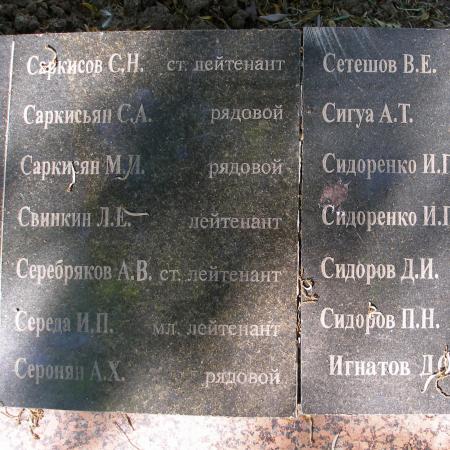 Саркисов С.Н. ст. лейтенант
Саркисьян С.А. рядовой
Саркисян М.И. рядовой
Свинкин Л.Е. лейтенант
Серебряков А.В. ст. лейтенант
Середа И.П. мл. лейтенант
Серонян А.Х. рядовой
Сетешов В.Е.
Сигуа А.Т.
Сидоренко И.П
Сидоренко И.Г
Сидоров Д.И.
Сидоров П.Н.
Игнатов Д.